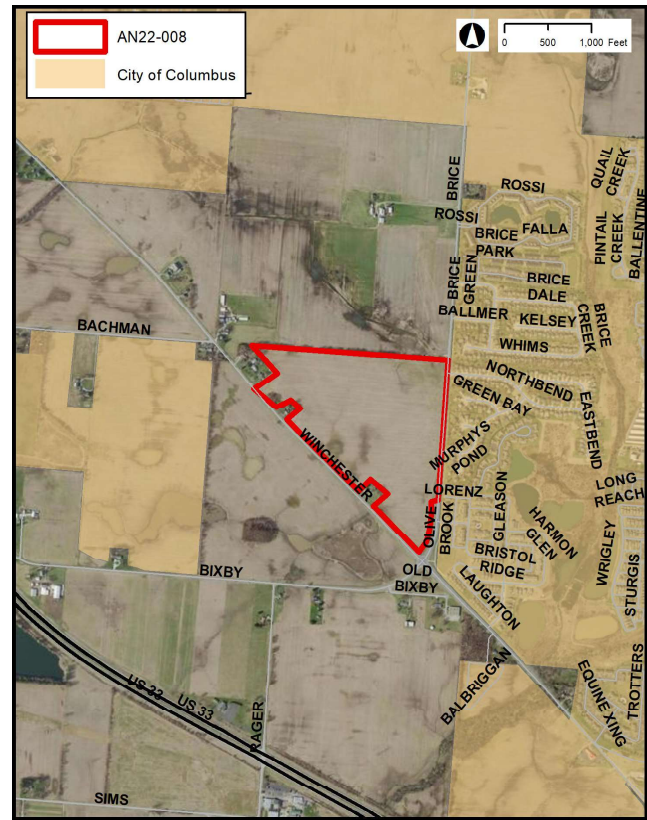 AN22-008
City of Columbus
0 500 1,000 Feet
QUAIL
CREEK
BRICE
ROSSI
ROSSI
FALLA
PINTAIL
CREEK
BALLENTINE
BRICE
PARK
BRICE
GREEN
BRICE
DALE
BALLMER
KELSEY
BRICE
CREEK
BACHMAN
WHIMS
NORTHBEND
GREEN BAY
EASTBEND
MURPHYS
POND
WINCHESTER
LORENZ
GLEASON
LONG
REACH
OLIVE
BROOK
HARMON
GLEN
WRIGLEY
STURGIS
BRISTOL
RIDGE
BIXBY
OLD
BIXBY
LAUGHTON
BALBRIGGAN
EQUINE XING
TROTTERS
US 33
US 33
RAGER
SIMS